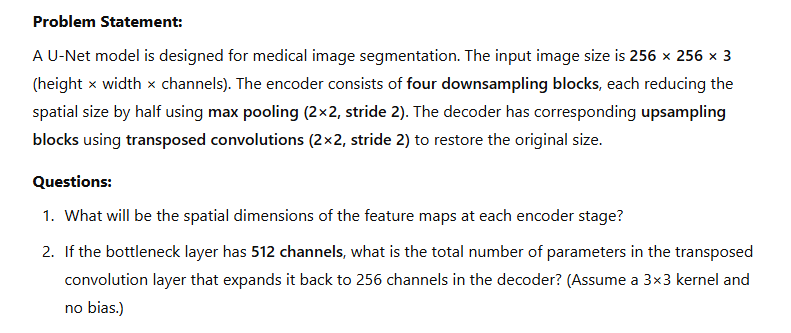 Problem Statement:
A U-Net model is designed for medical image segmentation. The input image size is 256 × 256 × 3
(height × width × channels). The encoder consists of four downsampling blocks, each reducing the
spatial size by half using max pooling (2×2, stride 2). The decoder has corresponding upsampling
blocks using transposed convolutions (2×2, stride 2) to restore the original size.
Questions:
1. What will be the spatial dimensions of the feature maps at each encoder stage?
2. If the bottleneck layer has 512 channels, what is the total number of parameters in the transposed
convolution layer that expands it back to 256 channels in the decoder? (Assume a 3×3 kernel and
no bias.)